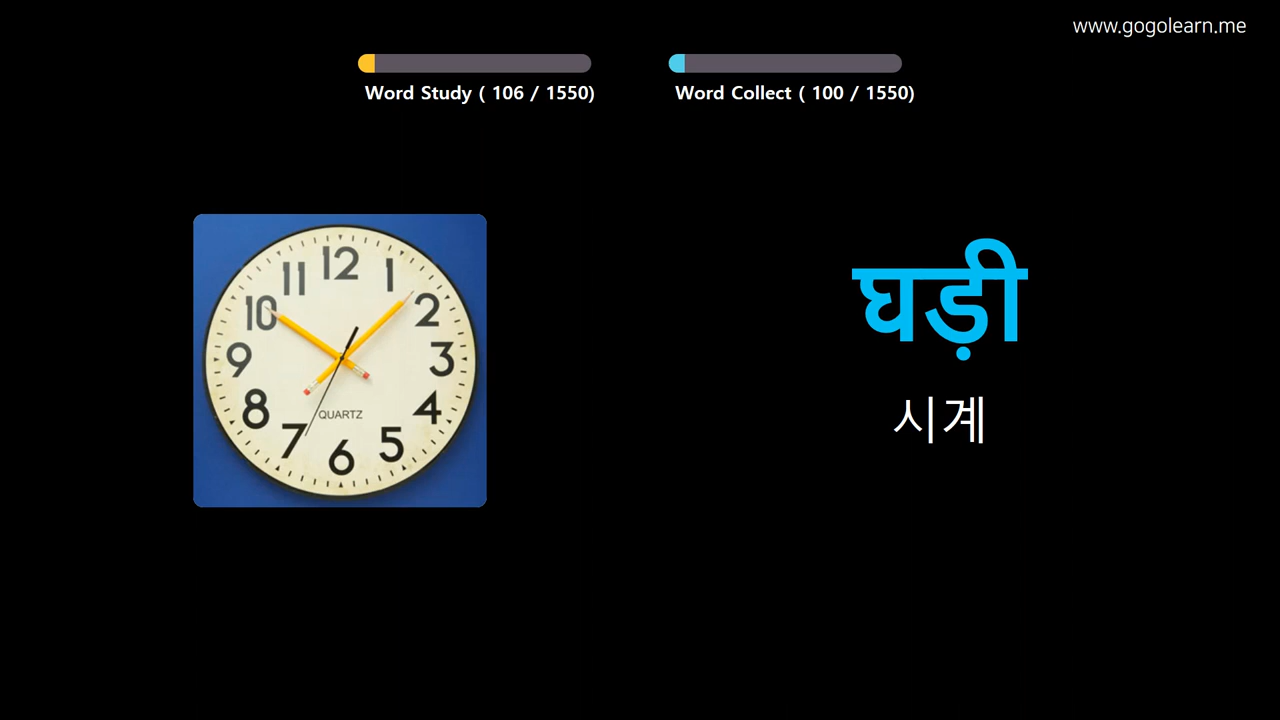 www.gogolearn.me
Word Study ( 106 / 1550)
Word Collect ( 100 / 1550)
12
11
1
10
2
9
3
8
4
7
5
6
QUARTZ
घड़ी
시계